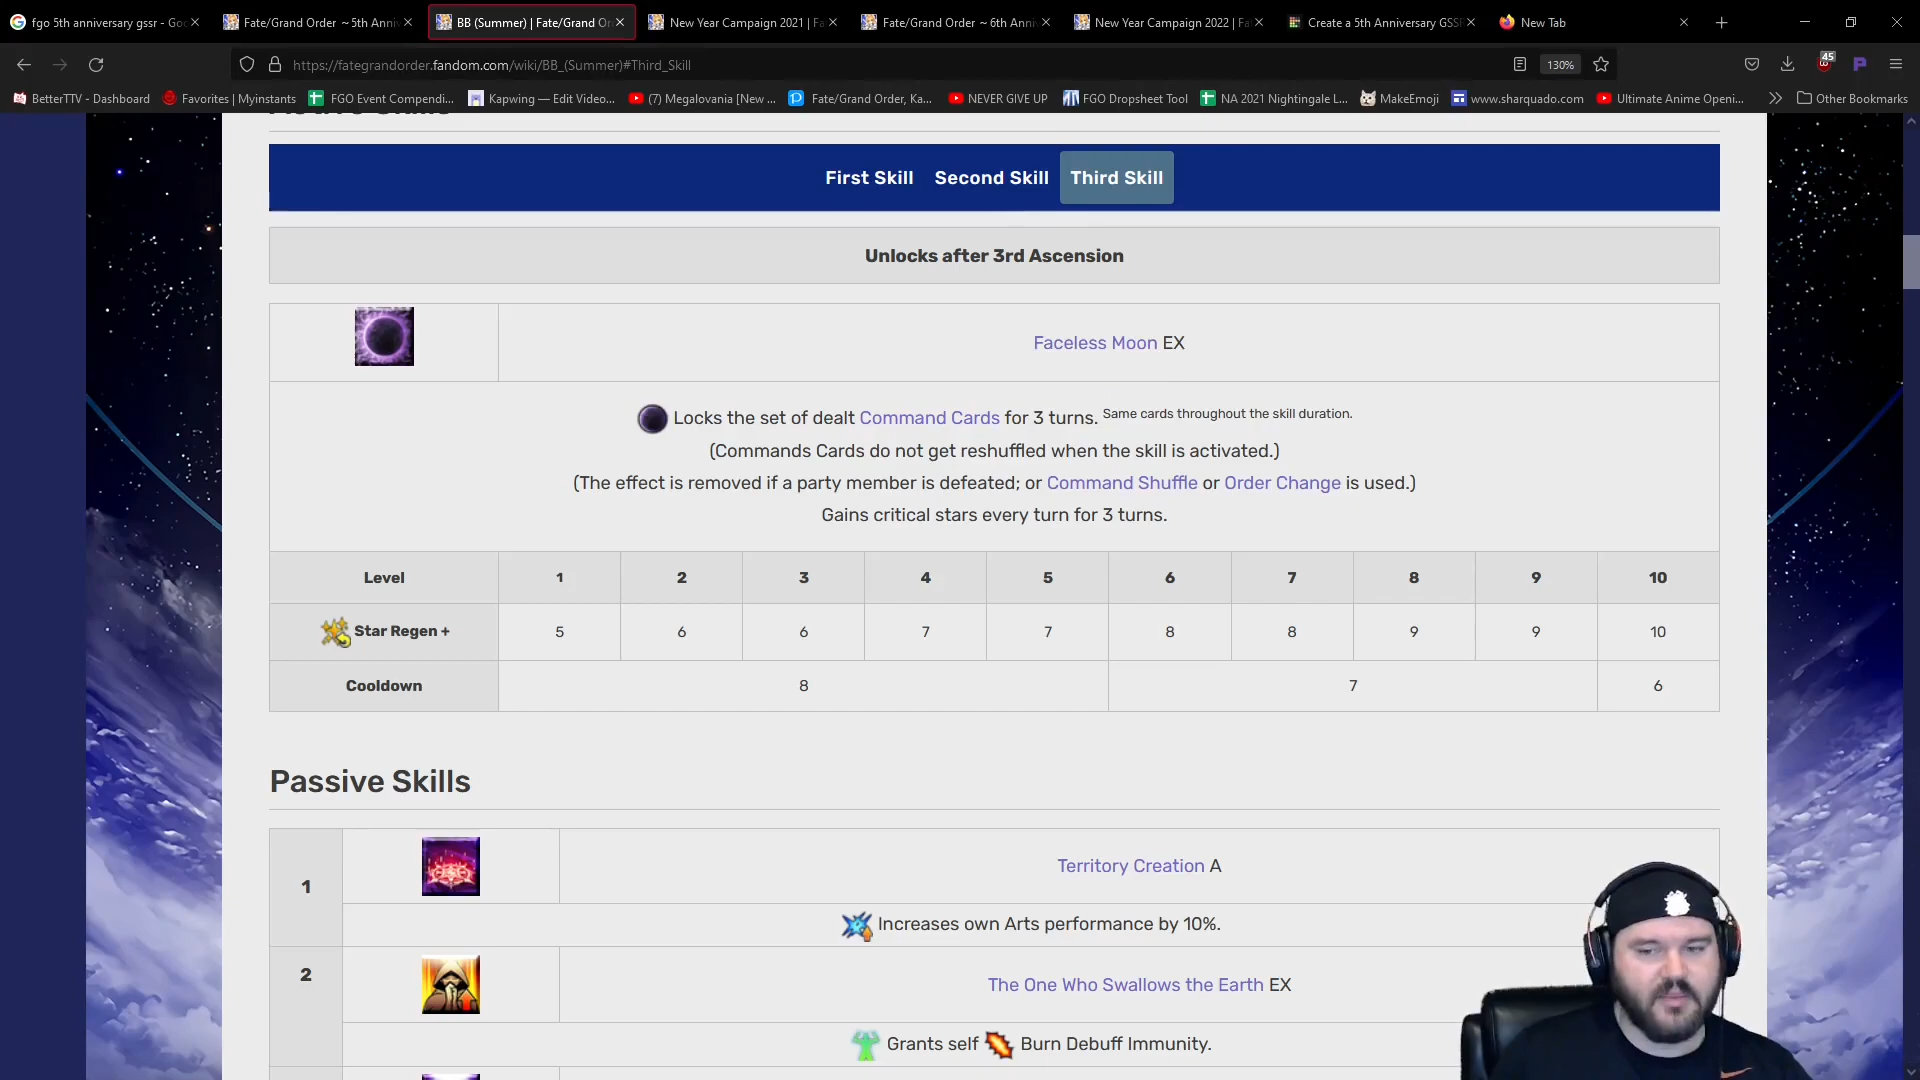 fgo 5th anniversary gssr - Goo
Fate/Grand Order ~5th Anni
BB (Summer) | Fate/Grand Or
New Year Campaign 2021 | Fa
Fate/Grand Order ~6th Anni
New Year Campaign 2022 | Fa
Create a 5th Anniversary GSSR
New Tab
https://fategrandorder.fandom.com/wiki/BB_(Summer)#Third_Skill
130%
45
BetterTTV - Dashboard
Favorites | Myinstants
FGO Event Compendi...
Kapwing — Edit Video...
(7) Megalovania [New ...
Fate/Grand Order, Ka...
NEVER GIVE UP
FGO Dropsheet Tool
NA 2021 Nightingale L...
MakeEmoji
www.sharquado.com
Ultimate Anime Openi...
Other Bookmarks
First Skill Second Skill Third Skill
Unlocks after 3rd Ascension
Faceless Moon EX
Locks the set of dealt Command Cards for 3 turns. Same cards throughout the skill duration.
(Commands Cards do not get reshuffled when the skill is activated.)
(The effect is removed if a party member is defeated; or Command Shuffle or Order Change is used.)
Gains critical stars every turn for 3 turns.
Level 1 2 3 4 5 6 7 8 9 10
Star Regen + 5 6 6 7 7 8 8 9 9 10
Cooldown 8 7 6
Passive Skills
1 Territory Creation A
Increases own Arts performance by 10%.
2 The One Who Swallows the Earth EX
Grants self Burn Debuff Immunity.